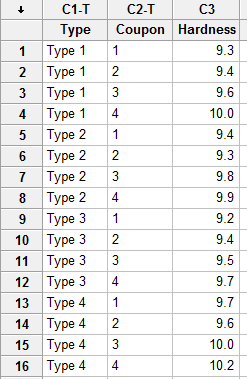 ↓ C1-T C2-T C3
Type Coupon Hardness
1 Type 1 1 9.3
2 Type 1 2 9.4
3 Type 1 3 9.6
4 Type 1 4 10.0
5 Type 2 1 9.4
6 Type 2 2 9.3
7 Type 2 3 9.8
8 Type 2 4 9.9
9 Type 3 1 9.2
10 Type 3 2 9.4
11 Type 3 3 9.5
12 Type 3 4 9.7
13 Type 4 1 9.7
14 Type 4 2 9.6
15 Type 4 3 10.0
16 Type 4 4 10.2